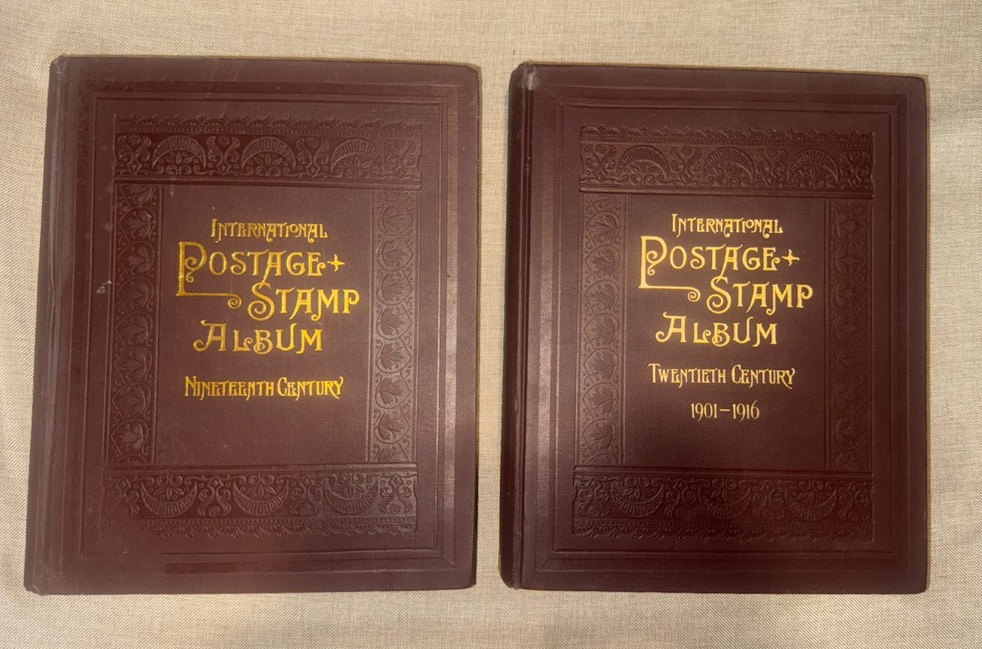 International
Postage
Stamp
Album
Nineteenth Century
International
Postage
Stamp
Album
Twentieth Century
1901–1916